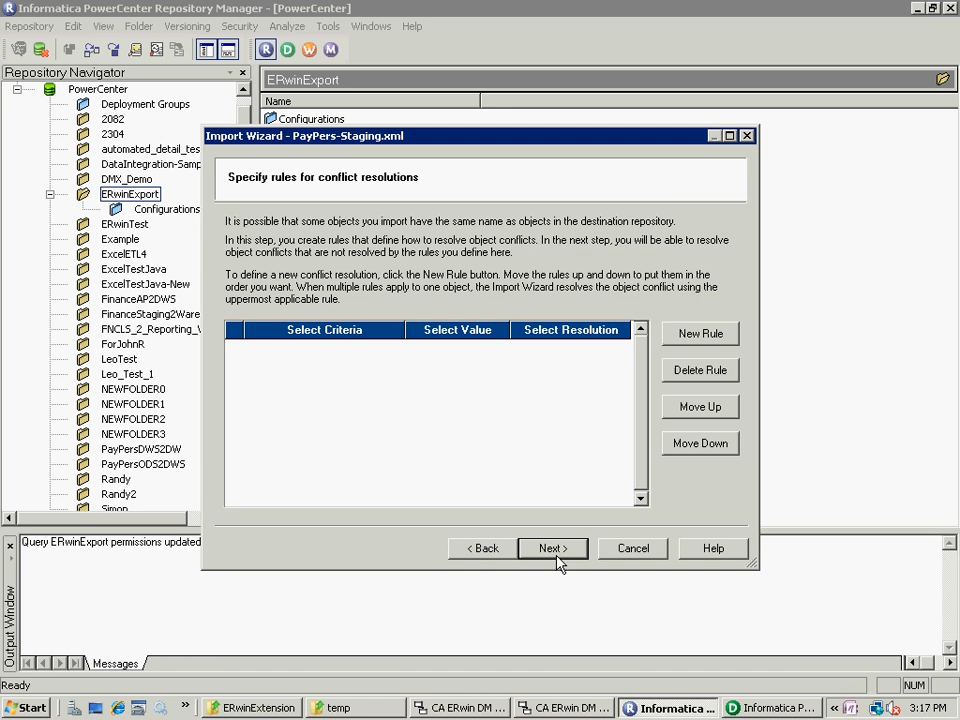 Informatica PowerCenter Repository Manager - [PowerCenter]
Repository Edit View Folder Versioning Security Analyze Tools Windows Help
R D W M
Repository Navigator
ERwinExport
PowerCenter
Deployment Groups
2082
2304
automated_detail_tes
DataIntegration-Samp
DMX_Demo
ERwinExport
Configurations
ERwinTest
Example
ExcelETL4
ExcelTestJava
ExcelTestJava-New
FinanceAP2DWS
FinanceStaging2Ware
FNCLS_2_Reporting_
ForJohnR
LeoTest
Leo_Test_1
NEWFOLDER0
NEWFOLDER1
NEWFOLDER2
NEWFOLDER3
PayPersDWS2DW
PayPersODS2DWS
Randy
Randy2
Simon
Name
Configurations
Import Wizard - PayPers-Staging.xml
Specify rules for conflict resolutions
It is possible that some objects you import have the same name as objects in the destination repository.
In this step, you create rules that define how to resolve object conflicts. In the next step, you will be able to resolve
object conflicts that are not resolved by the rules you define here.
To define a new conflict resolution, click the New Rule button. Move the rules up and down to put them in the
order you want. When multiple rules apply to one object, the Import Wizard resolves the object conflict using the
uppermost applicable rule.
Select Criteria Select Value Select Resolution
New Rule
Delete Rule
Move Up
Move Down
< Back Next > Cancel Help
Query ERwinExport permissions updated
Output Window
Messages
Ready
NUM
Start ERwinExtension temp CA ERwin DM ... CA ERwin DM ... Informatica ... Informatica P... 3:17 PM